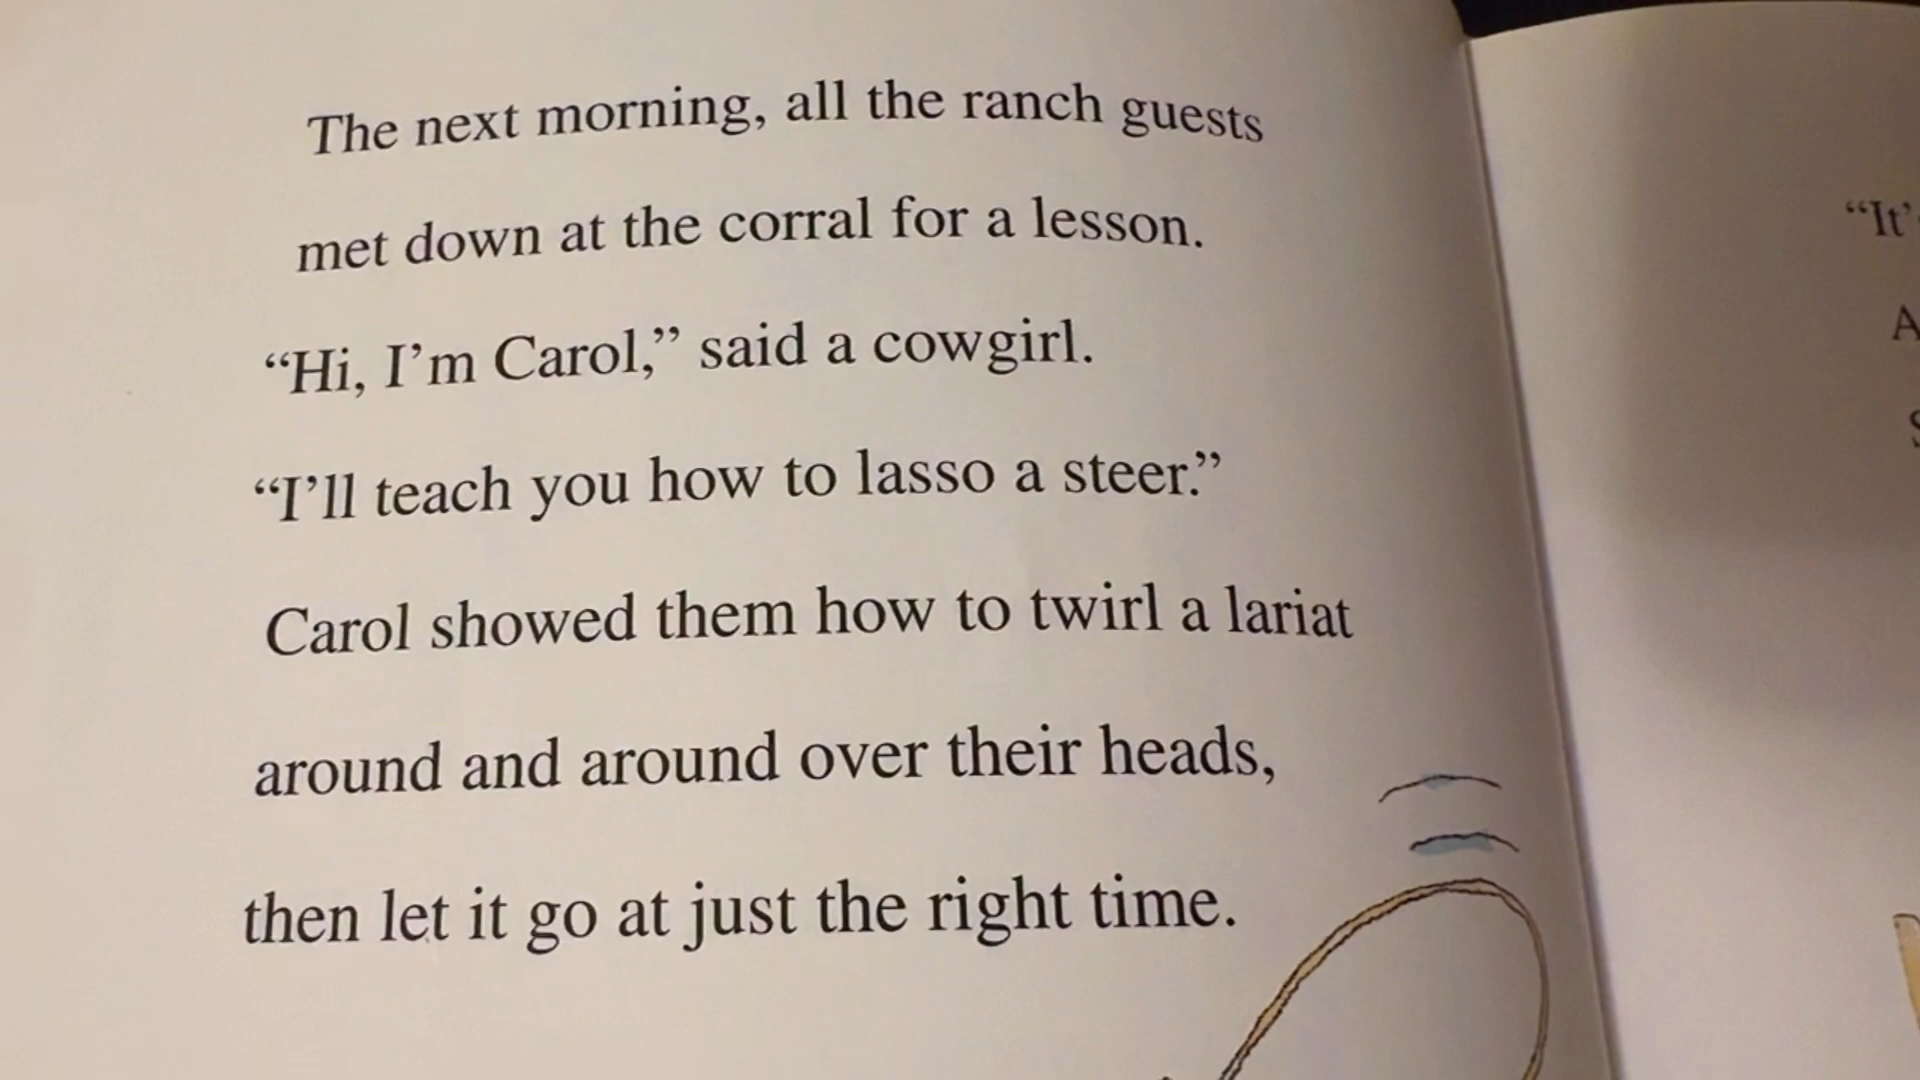 The next morning, all the ranch guests
met down at the corral for a lesson.
“Hi, I’m Carol,” said a cowgirl.
“I’ll teach you how to lasso a steer.”
Carol showed them how to twirl a lariat
around and around over their heads,
then let it go at just the right time.
“It’